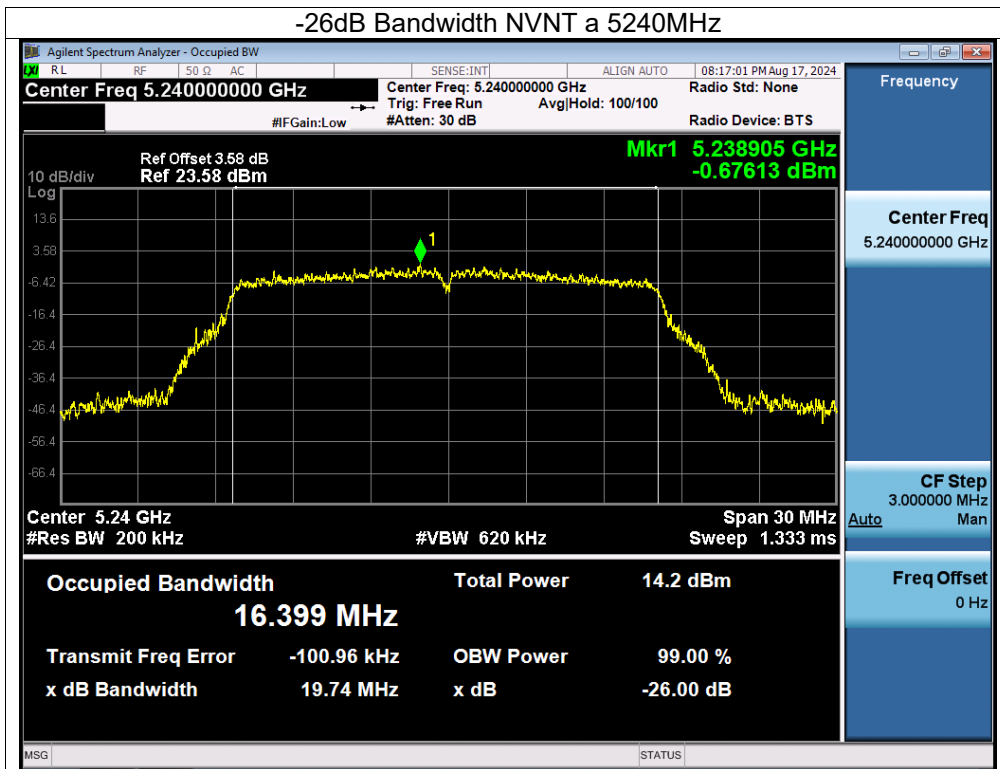 -26dB Bandwidth NVNT a 5240MHz
Agilent Spectrum Analyzer - Occupied BW
LXI RL RF 50 Ω AC SENSE:INT ALIGN AUTO 08:17:01 PM Aug 17, 2024
Center Freq 5.240000000 GHz
Center Freq: 5.240000000 GHz Radio Std: None
Trig: Free Run Avg|Hold: 100/100
#IFGain:Low #Atten: 30 dB Radio Device: BTS
Ref Offset 3.58 dB
10 dB/div Ref 23.58 dBm
Mkr1 5.238905 GHz
-0.67613 dBm
Log
13.6
1
3.58
-6.42
-16.4
-26.4
-36.4
-46.4
-56.4
-66.4
Center 5.24 GHz Span 30 MHz
#Res BW 200 kHz #VBW 620 kHz Sweep 1.333 ms
Occupied Bandwidth Total Power 14.2 dBm
16.399 MHz
Transmit Freq Error -100.96 kHz OBW Power 99.00 %
x dB Bandwidth 19.74 MHz x dB -26.00 dB
MSG STATUS
Frequency
Center Freq
5.240000000 GHz
CF Step
3.000000 MHz
Auto Man
Freq Offset
0 Hz